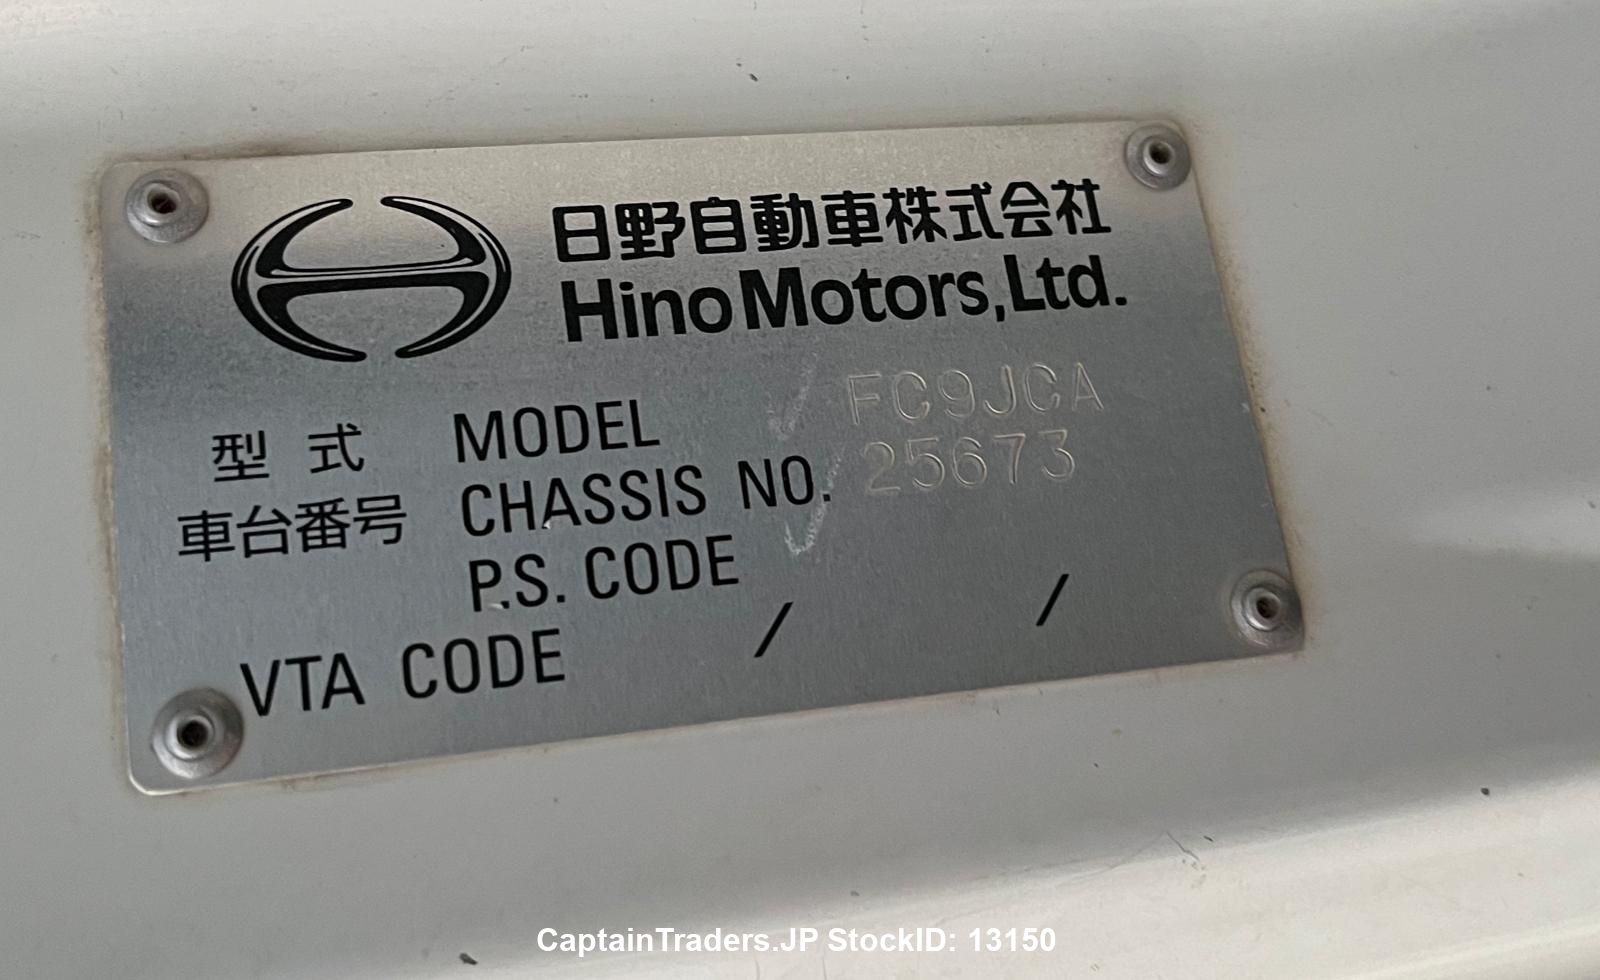 日野自動車株式会社
Hino Motors, Ltd.
型 式 MODEL FC9JCA
車台番号 CHASSIS NO. 25673
P.S. CODE
VTA CODE / /
CaptainTraders.JP StockID: 13150